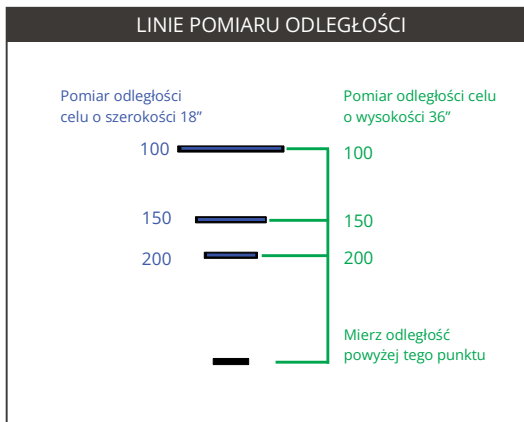 LINIE POMIARU ODLEGŁOŚCI
Pomiar odległości
celu o szerokości 18”
Pomiar odległości celu
o wysokości 36”
100
100
150
150
200
200
Mierz odległość
powyżej tego punktu